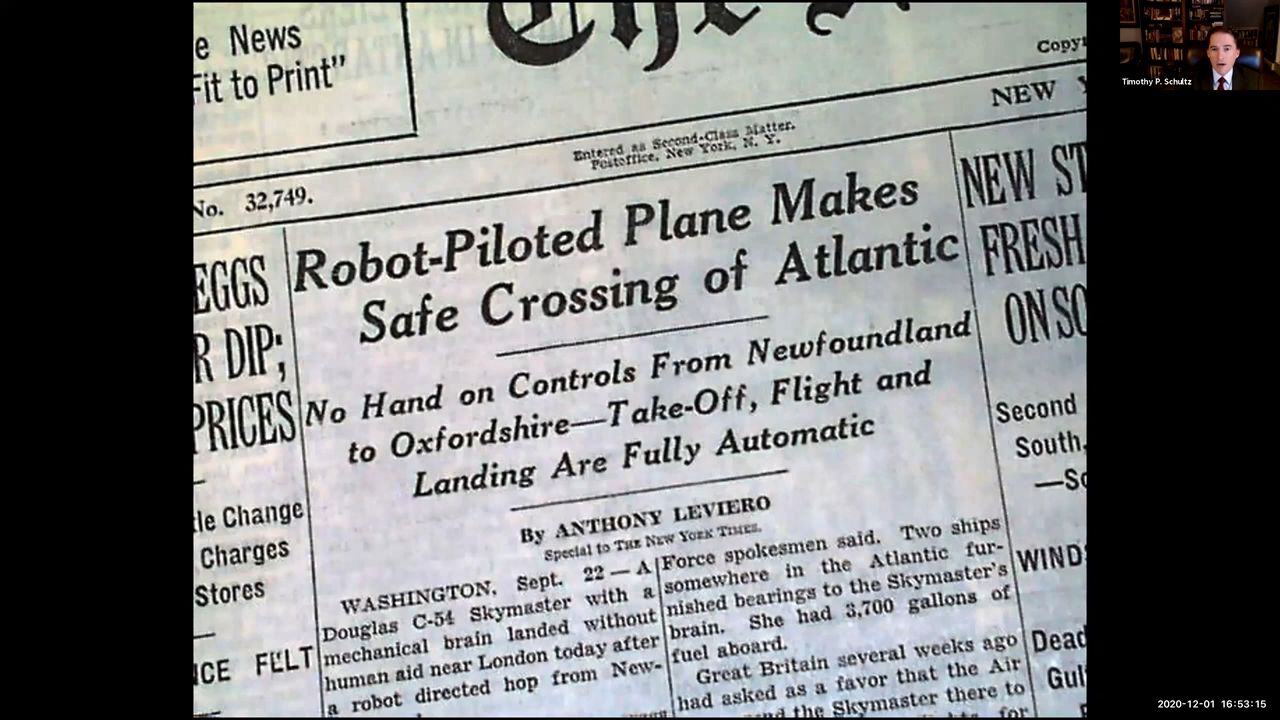 e News
Fit to Print"
The
Copyr
NEW Y
Entered as Second-Class Matter.
Postoffice, New York, N. Y.
No. 32,749.
EGGS
R DIP;
PRICES
le Change
Charges
Stores
CE FELT
Robot-Piloted Plane Makes
Safe Crossing of Atlantic
No Hand on Controls From Newfoundland
to Oxfordshire—Take-Off, Flight and
Landing Are Fully Automatic
By ANTHONY LEVIERO
Special to THE NEW YORK TIMES.
WASHINGTON, Sept. 22 — A
Douglas C-54 Skymaster with a
mechanical brain landed without
human aid near London today after
a robot directed hop from New-
Force spokesmen said. Two ships
somewhere in the Atlantic fur-
nished bearings to the Skymaster's
brain. She had 3,700 gallons of
fuel aboard.
Great Britain several weeks ago
had asked as a favor that the Air
the Skymaster there to
for
NEW ST
FRESH
ON SO
Second
South,
—So
WINDS
Dead
Gul
Timothy P. Schultz
2020-12-01 16:53:15